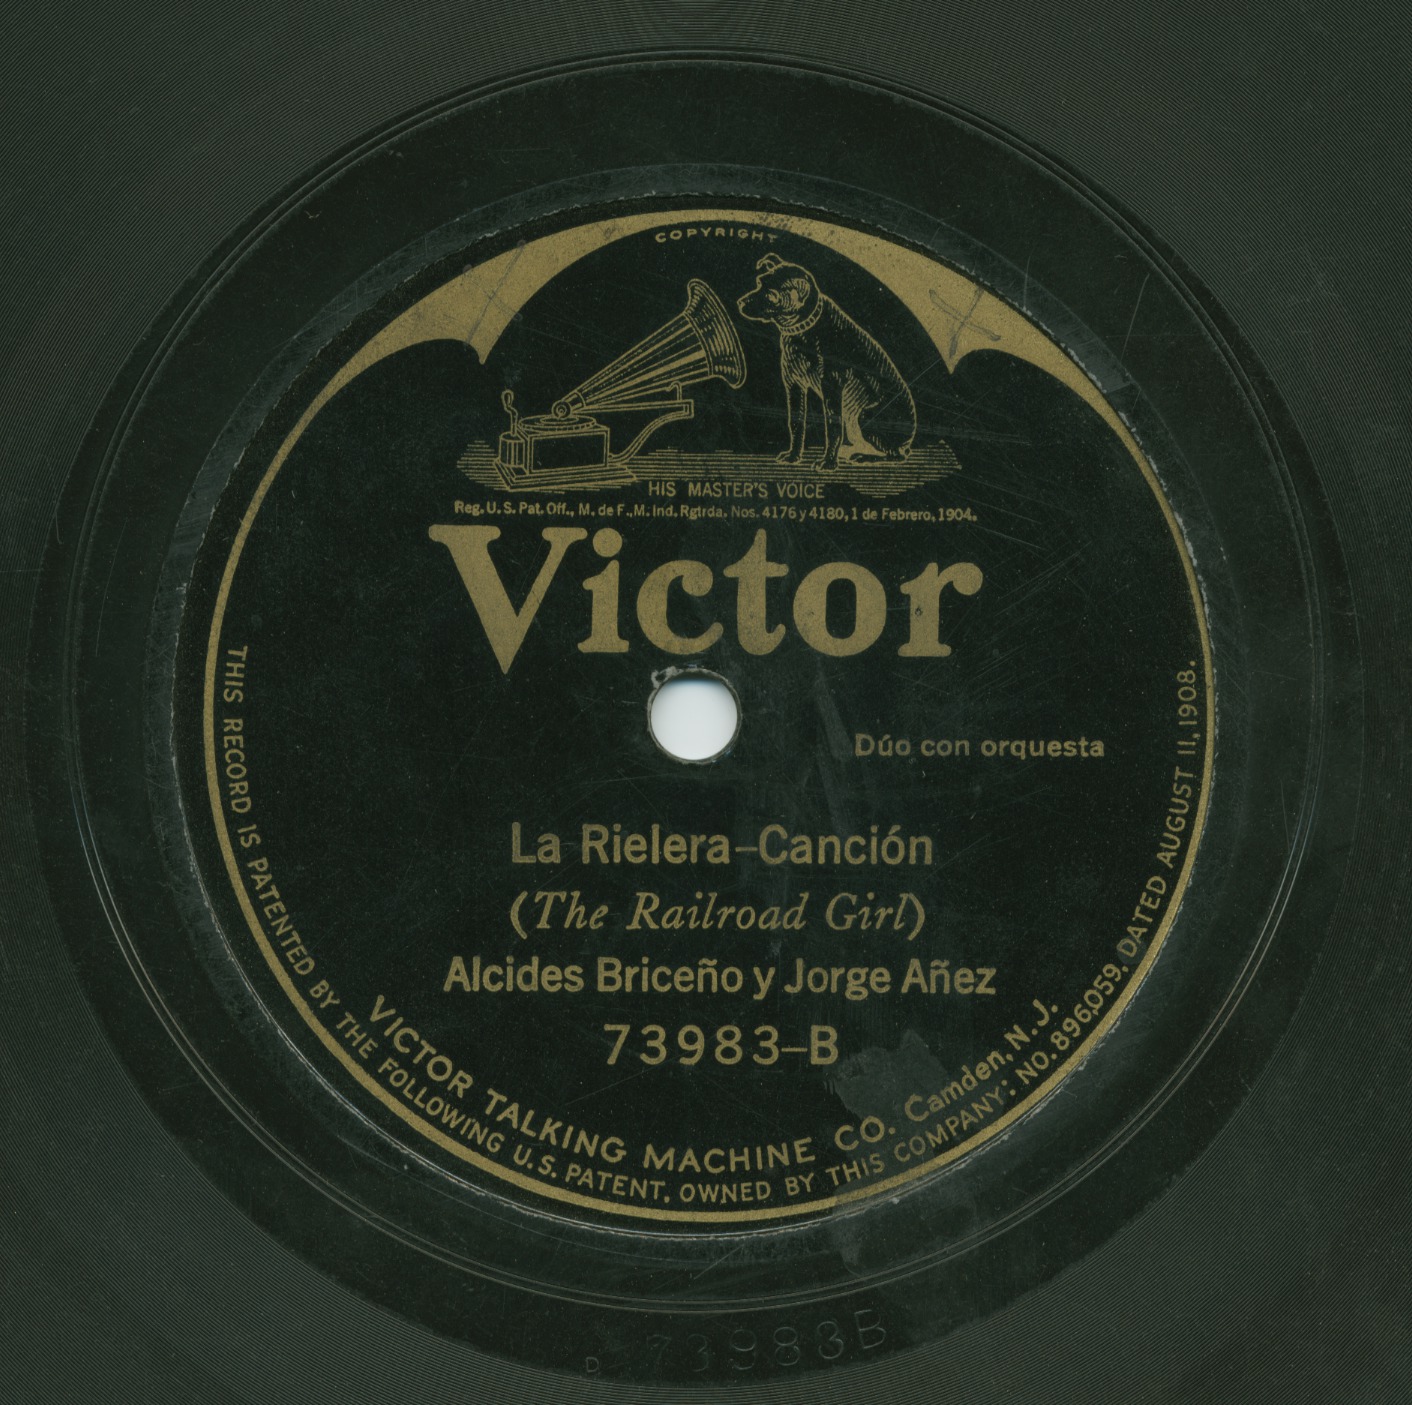 COPYRIGHT
HIS MASTER'S VOICE
Reg. U. S. Pat. Off., M. de F., M. Ind. Rgtrda. Nos. 4176 y 4180, 1 de Febrero, 1904.
Victor
Dúo con orquesta
La Rielera–Canción
(The Railroad Girl)
Alcides Briceño y Jorge Añez
73983–B
VICTOR TALKING MACHINE CO. Camden, N. J.
THIS RECORD IS PATENTED BY THE FOLLOWING U.S. PATENT, OWNED BY THIS COMPANY: NO. 896,059, DATED AUGUST 11, 1908.
D 73983B